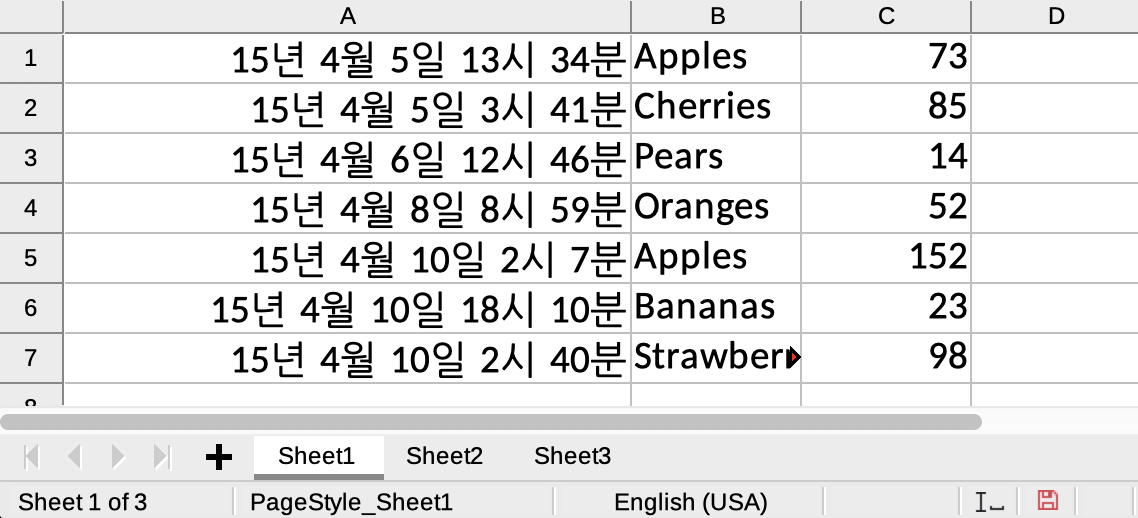 A B C D
1 15년 4월 5일 13시 34분 Apples 73
2 15년 4월 5일 3시 41분 Cherries 85
3 15년 4월 6일 12시 46분 Pears 14
4 15년 4월 8일 8시 59분 Oranges 52
5 15년 4월 10일 2시 7분 Apples 152
6 15년 4월 10일 18시 10분 Bananas 23
7 15년 4월 10일 2시 40분 Strawber 98
8
Sheet1 Sheet2 Sheet3
Sheet 1 of 3 PageStyle_Sheet1 English (USA)